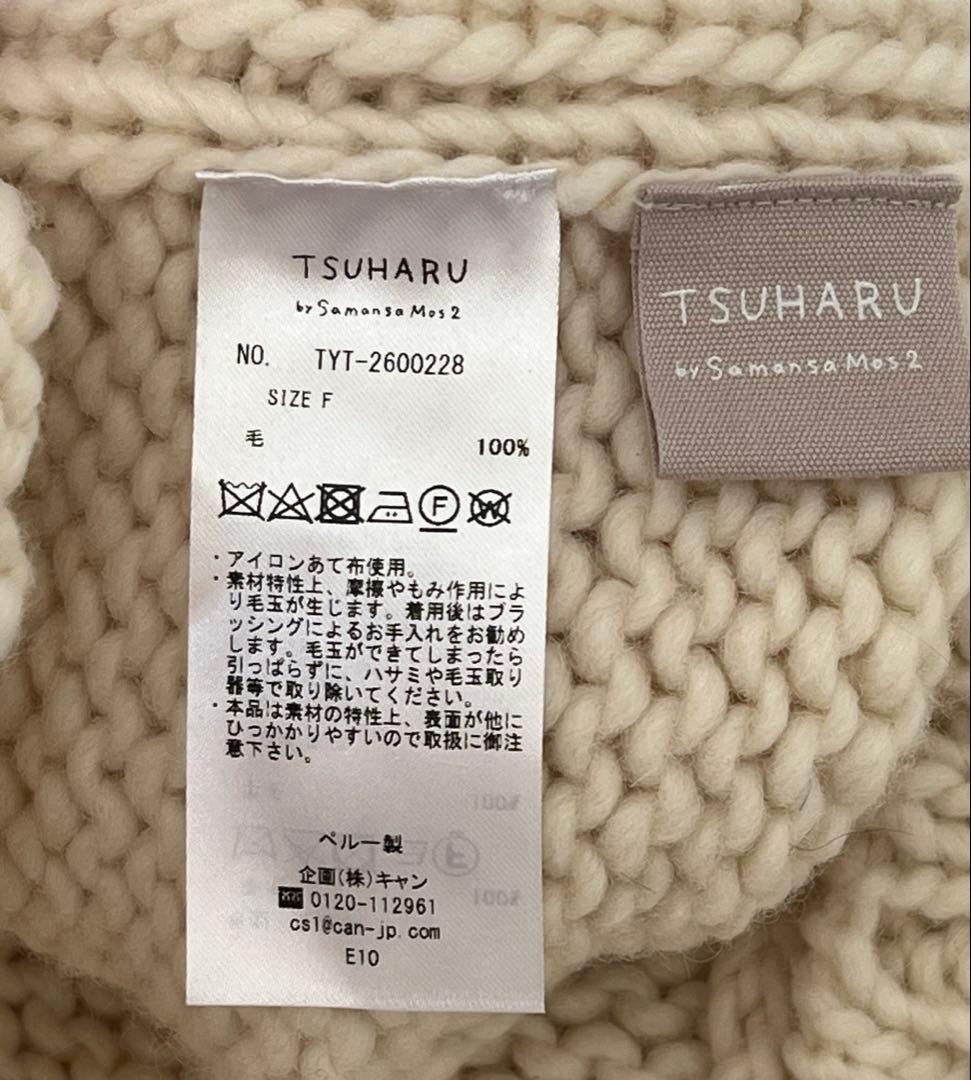 TSUHARU
by Samansa Mos2
NO. TYT-2600228
SIZE F
毛 100%
F
W
・アイロンあて布使用。
・素材特性上、摩擦やもみ作用によ
り毛玉が生じます。着用後はブラ
ッシングによるお手入れをお勧め
します。毛玉ができてしまったら
引っぱらずに、ハサミや毛玉取り
器等で取り除いてください。
・本品は素材の特性上、表面が他に
ひっかかりやすいので取扱に御注
意下さい。
ペルー製
企画(株)キャン
0120-112961
cs1@can-jp.com
E10
TSUHARU
by Samansa Mos2